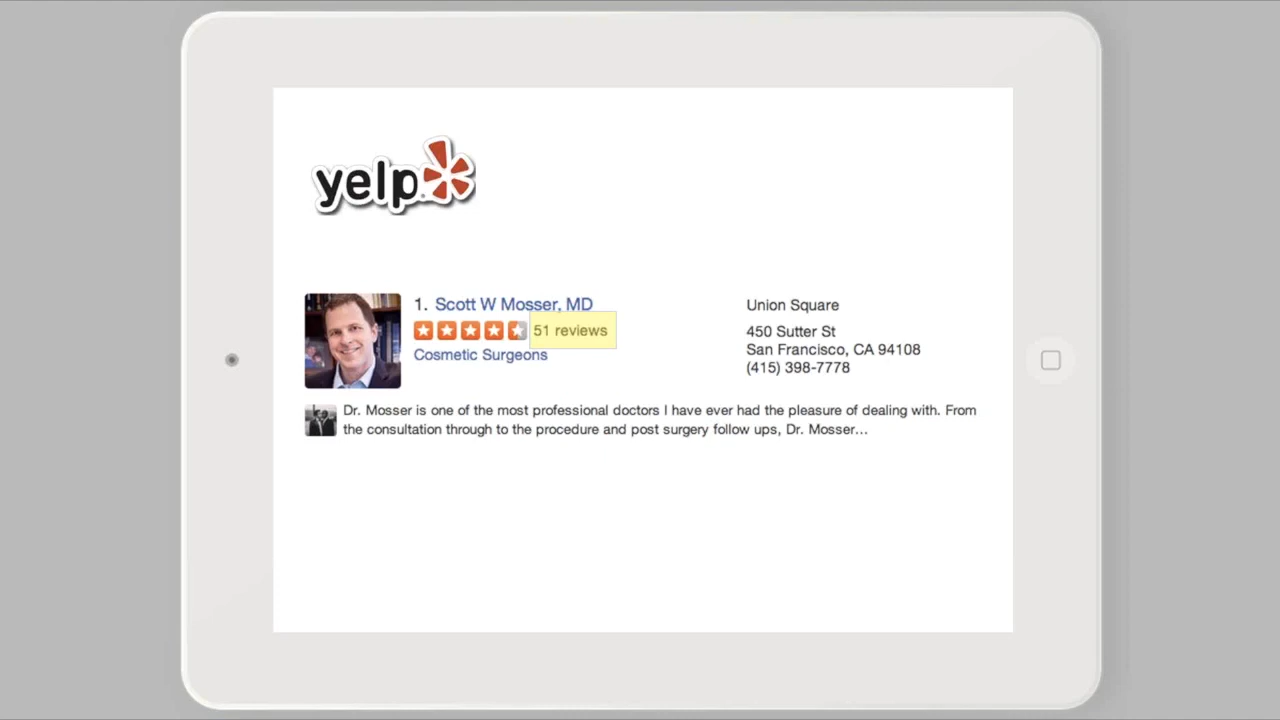 yelp
1. Scott W Mosser, MD
51 reviews
Cosmetic Surgeons
Union Square
450 Sutter St
San Francisco, CA 94108
(415) 398-7778
Dr. Mosser is one of the most professional doctors I have ever had the pleasure of dealing with. From
the consultation through to the procedure and post surgery follow ups, Dr. Mosser...